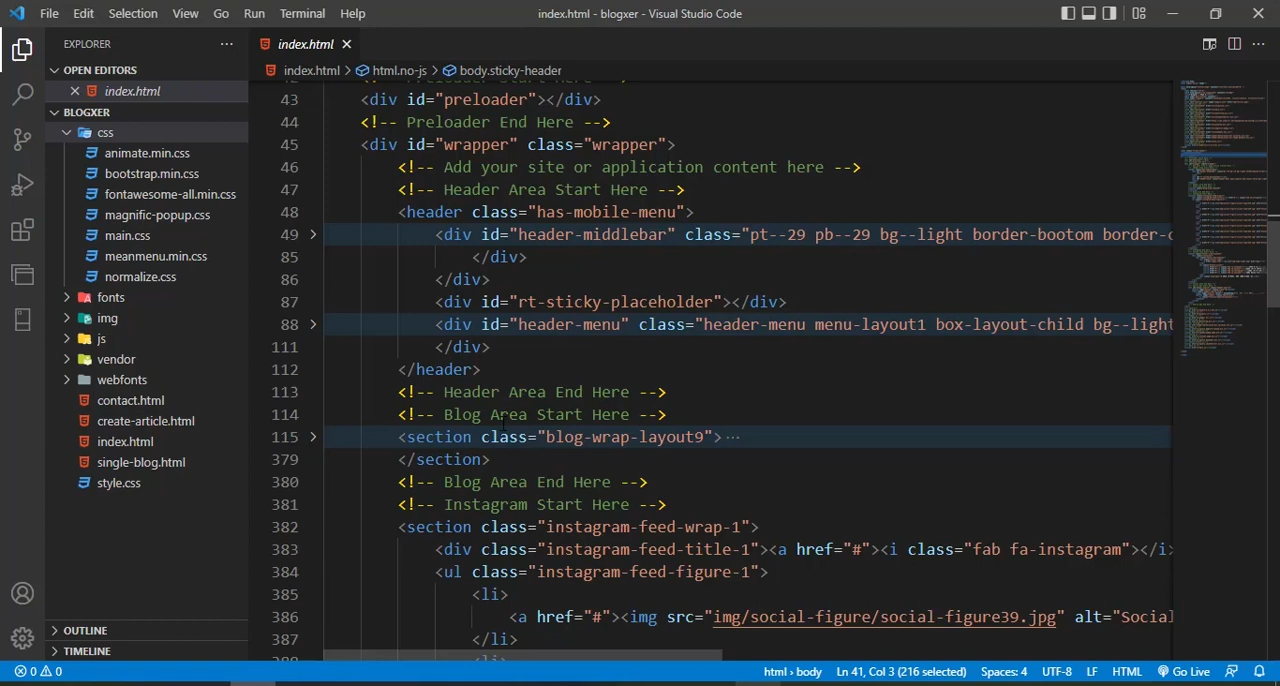 File Edit Selection View Go Run Terminal Help
index.html - blogxer - Visual Studio Code
EXPLORER
OPEN EDITORS
index.html
BLOGXER
css
animate.min.css
bootstrap.min.css
fontawesome-all.min.css
magnific-popup.css
main.css
meanmenu.min.css
normalize.css
fonts
img
js
vendor
webfonts
contact.html
create-article.html
index.html
single-blog.html
style.css
OUTLINE
TIMELINE
index.html
index.html > html.no-js > body.sticky-header
43 <div id="preloader"></div>
44 <!-- Preloader End Here -->
45 <div id="wrapper" class="wrapper">
46 <!-- Add your site or application content here -->
47 <!-- Header Area Start Here -->
48 <header class="has-mobile-menu">
49 <div id="header-middlebar" class="pt--29 pb--29 bg--light border-bootom border-c
85 </div>
86 </div>
87 <div id="rt-sticky-placeholder"></div>
88 <div id="header-menu" class="header-menu menu-layout1 box-layout-child bg--light
111 </div>
112 </header>
113 <!-- Header Area End Here -->
114 <!-- Blog Area Start Here -->
115 <section class="blog-wrap-layout9"> ···
379 </section>
380 <!-- Blog Area End Here -->
381 <!-- Instagram Start Here -->
382 <section class="instagram-feed-wrap-1">
383 <div class="instagram-feed-title-1"><a href="#"><i class="fab fa-instagram"></i>
384 <ul class="instagram-feed-figure-1">
385 <li>
386 <a href="#"><img src="img/social-figure/social-figure39.jpg" alt="Social
387 </li>
0 0 html > body Ln 41, Col 3 (216 selected) Spaces: 4 UTF-8 LF HTML Go Live